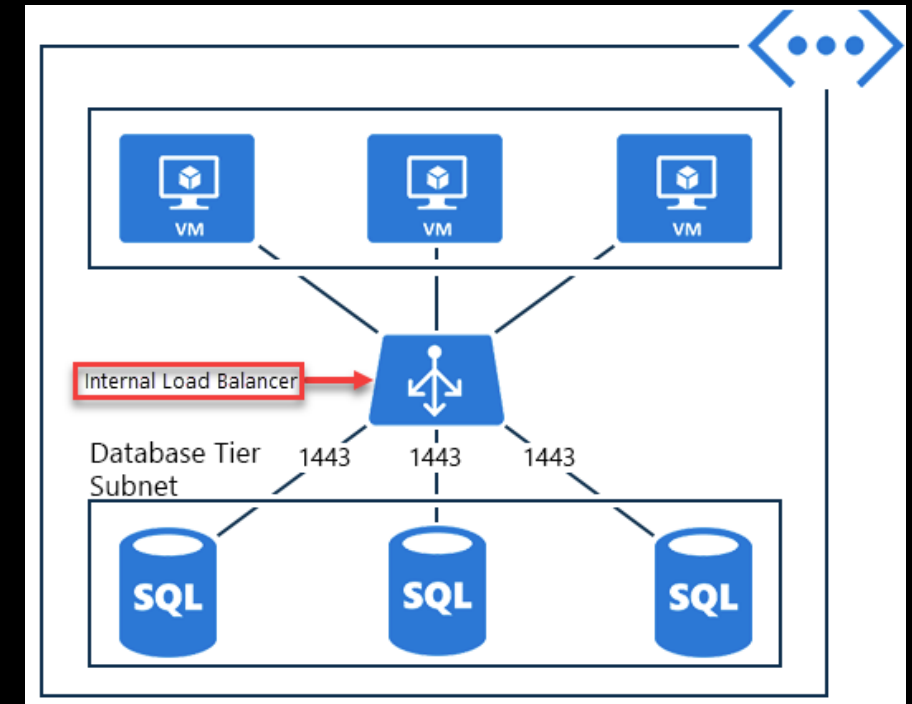 VM
VM
VM
Internal Load Balancer
Database Tier
Subnet
1443
1443
1443
SQL
SQL
SQL